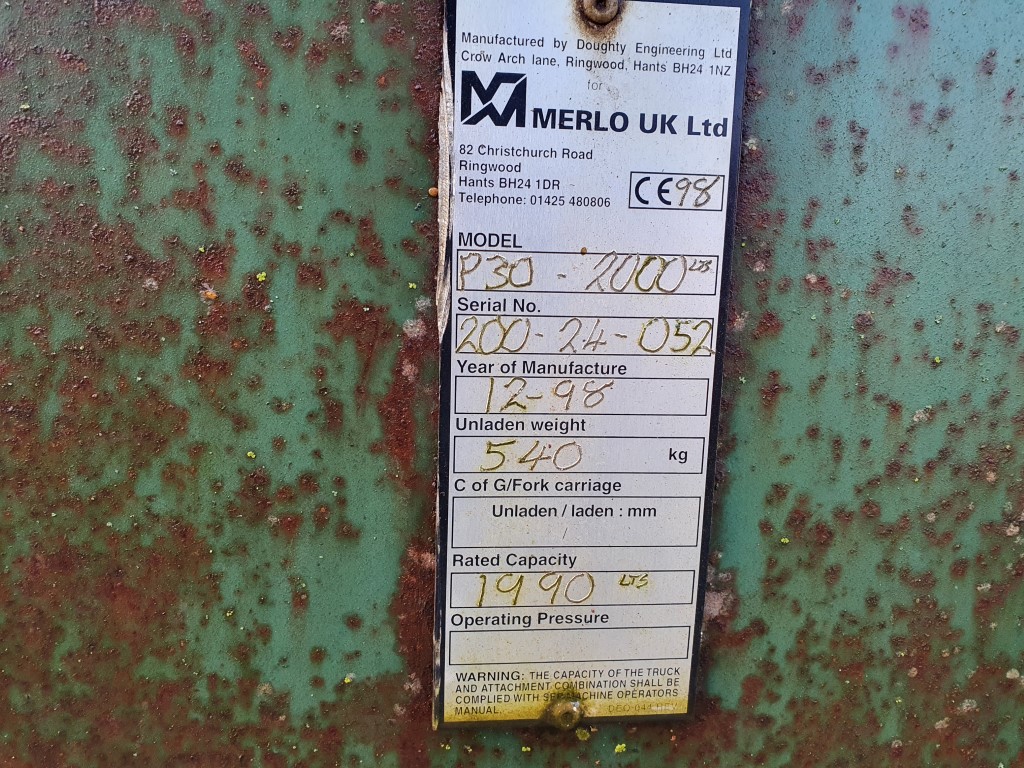 Manufactured by Doughty Engineering Ltd
Crow Arch lane, Ringwood, Hants BH24 1NZ
for
MERLO UK Ltd
82 Christchurch Road
Ringwood
Hants BH24 1DR
Telephone: 01425 480806
CE98
MODEL
P30 - 2000 LTS
Serial No.
200-24-052
Year of Manufacture
12-98
Unladen weight
540 kg
C of G/Fork carriage
Unladen / laden : mm
/
Rated Capacity
1990 LTS
Operating Pressure
WARNING: THE CAPACITY OF THE TRUCK
AND ATTACHMENT COMBINATION SHALL BE
COMPLIED WITH SEE MACHINE OPERATORS
MANUAL.